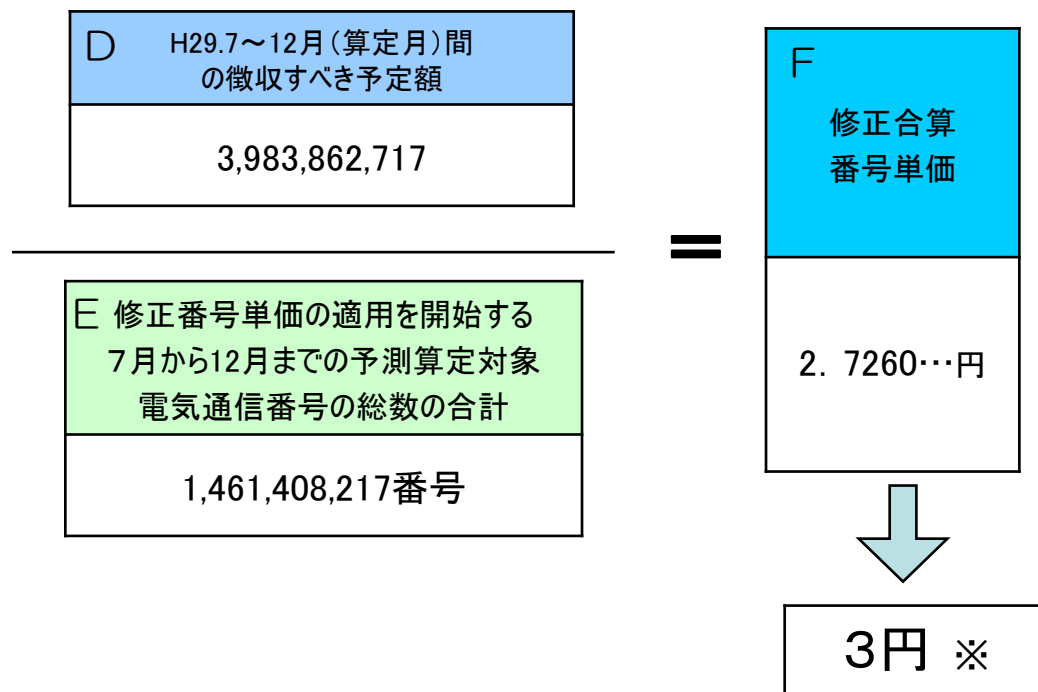 D H29.7～12月（算定月）間
の徴収すべき予定額
3,983,862,717
E 修正番号単価の適用を開始する
７月から12月までの予測算定対象
電気通信番号の総数の合計
1,461,408,217番号
＝
F
修正合算
番号単価
2．7260…円
３円 ※